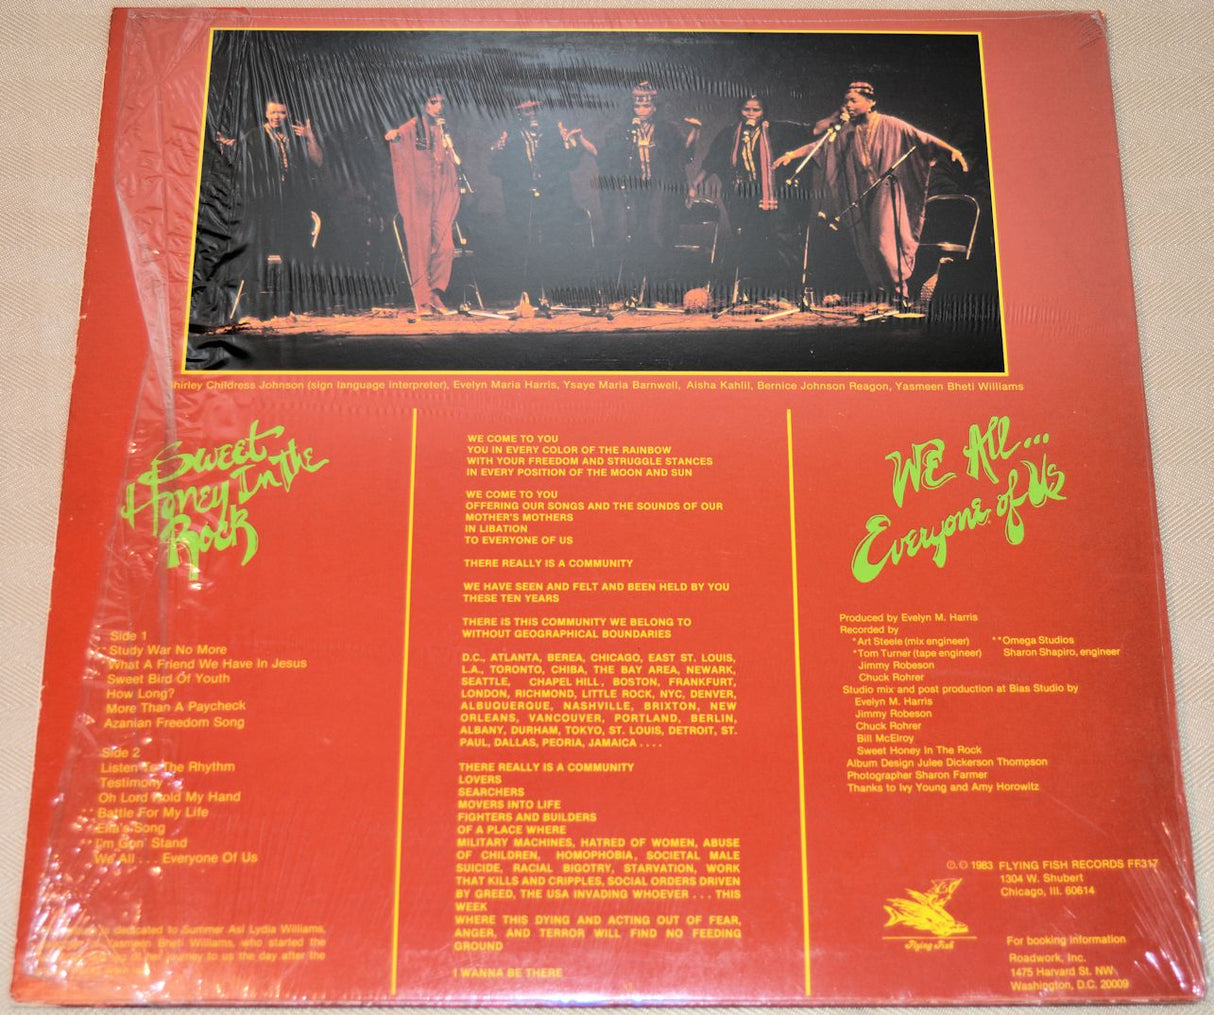 hirley Childress Johnson (sign language interpreter), Evelyn Maria Harris, Ysaye Maria Barnwell, Aisha Kahlil, Bernice Johnson Reagon, Yasmeen Bheti Williams
Sweet
Honey In The
Rock
Side 1
Study War No More
What A Friend We Have In Jesus
Sweet Bird Of Youth
How Long?
More Than A Paycheck
Azanian Freedom Song
Side 2
Listen To The Rhythm
Testimony
Oh Lord Hold My Hand
Battle For My Life
Ella's Song
**I'm Gon' Stand
We All . . . Everyone Of Us
is dedicated to Summer Asi Lydia Williams,
Yasmeen Bheti Williams, who started the
of her journey to us the day after the
WE COME TO YOU
YOU IN EVERY COLOR OF THE RAINBOW
WITH YOUR FREEDOM AND STRUGGLE STANCES
IN EVERY POSITION OF THE MOON AND SUN
WE COME TO YOU
OFFERING OUR SONGS AND THE SOUNDS OF OUR
MOTHER'S MOTHERS
IN LIBATION
TO EVERYONE OF US
THERE REALLY IS A COMMUNITY
WE HAVE SEEN AND FELT AND BEEN HELD BY YOU
THESE TEN YEARS
THERE IS THIS COMMUNITY WE BELONG TO
WITHOUT GEOGRAPHICAL BOUNDARIES
D.C., ATLANTA, BEREA, CHICAGO, EAST ST. LOUIS,
L.A., TORONTO, CHIBA, THE BAY AREA, NEWARK,
SEATTLE, CHAPEL HILL, BOSTON, FRANKFURT,
LONDON, RICHMOND, LITTLE ROCK, NYC, DENVER,
ALBUQUERQUE, NASHVILLE, BRIXTON, NEW
ORLEANS, VANCOUVER, PORTLAND, BERLIN,
ALBANY, DURHAM, TOKYO, ST. LOUIS, DETROIT, ST.
PAUL, DALLAS, PEORIA, JAMAICA . . . .
THERE REALLY IS A COMMUNITY
LOVERS
SEARCHERS
MOVERS INTO LIFE
FIGHTERS AND BUILDERS
OF A PLACE WHERE
MILITARY MACHINES, HATRED OF WOMEN, ABUSE
OF CHILDREN, HOMOPHOBIA, SOCIETAL MALE
SUICIDE, RACIAL BIGOTRY, STARVATION, WORK
THAT KILLS AND CRIPPLES, SOCIAL ORDERS DRIVEN
BY GREED, THE USA INVADING WHOEVER . . . THIS
WEEK
WHERE THIS DYING AND ACTING OUT OF FEAR,
ANGER, AND TERROR WILL FIND NO FEEDING
GROUND
I WANNA BE THERE
We All...
Everyone of Us
Produced by Evelyn M. Harris
Recorded by
*Art Steele (mix engineer) **Omega Studios
*Tom Turner (tape engineer) Sharon Shapiro, engineer
Jimmy Robeson
Chuck Rohrer
Studio mix and post production at Bias Studio by
Evelyn M. Harris
Jimmy Robeson
Chuck Rohrer
Bill McElroy
Sweet Honey In The Rock
Album Design Julee Dickerson Thompson
Photographer Sharon Farmer
Thanks to Ivy Young and Amy Horowitz
℗. © 1983 FLYING FISH RECORDS FF317
1304 W. Shubert
Chicago, Ill. 60614
Flying Fish
For booking information
Roadwork, Inc.
1475 Harvard St. NW
Washington, D.C. 20009